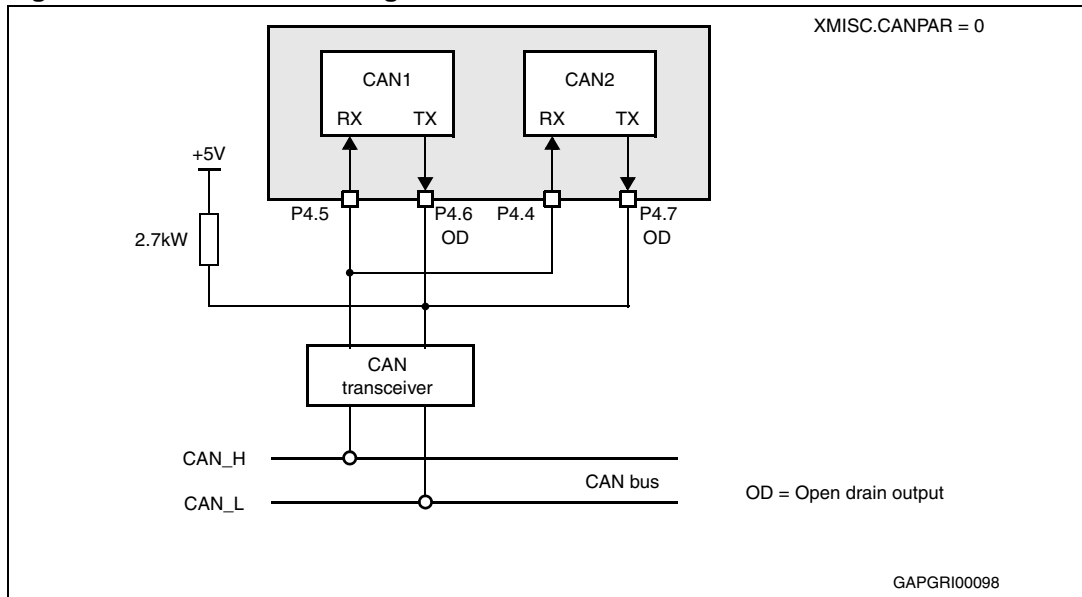 XMISC.CANPAR = 0
CAN1
CAN2
RX
TX
RX
TX
+5V
P4.5
P4.6
OD
P4.4
P4.7
OD
2.7kW
CAN
transceiver
CAN_H
CAN bus
CAN_L
OD = Open drain output
GAPGRI00098